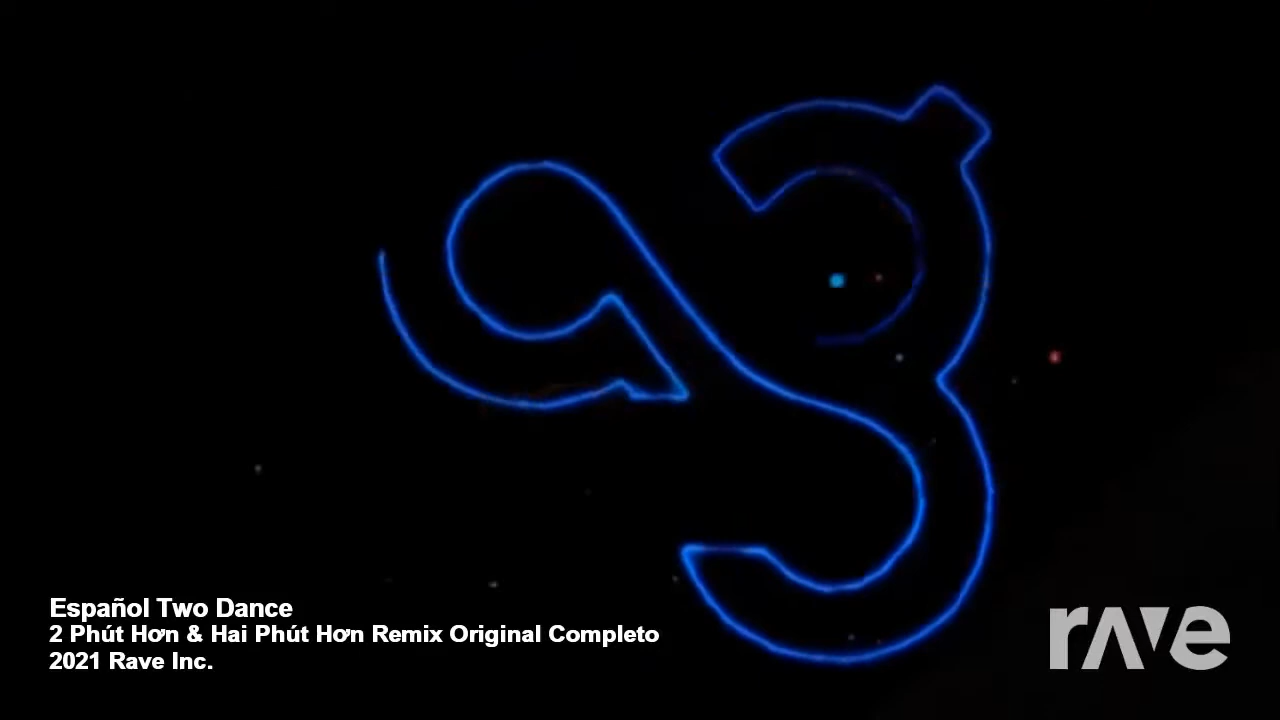 Español Two Dance
2 Phút Hơn & Hai Phút Hơn Remix Original Completo
2021 Rave Inc.
rave